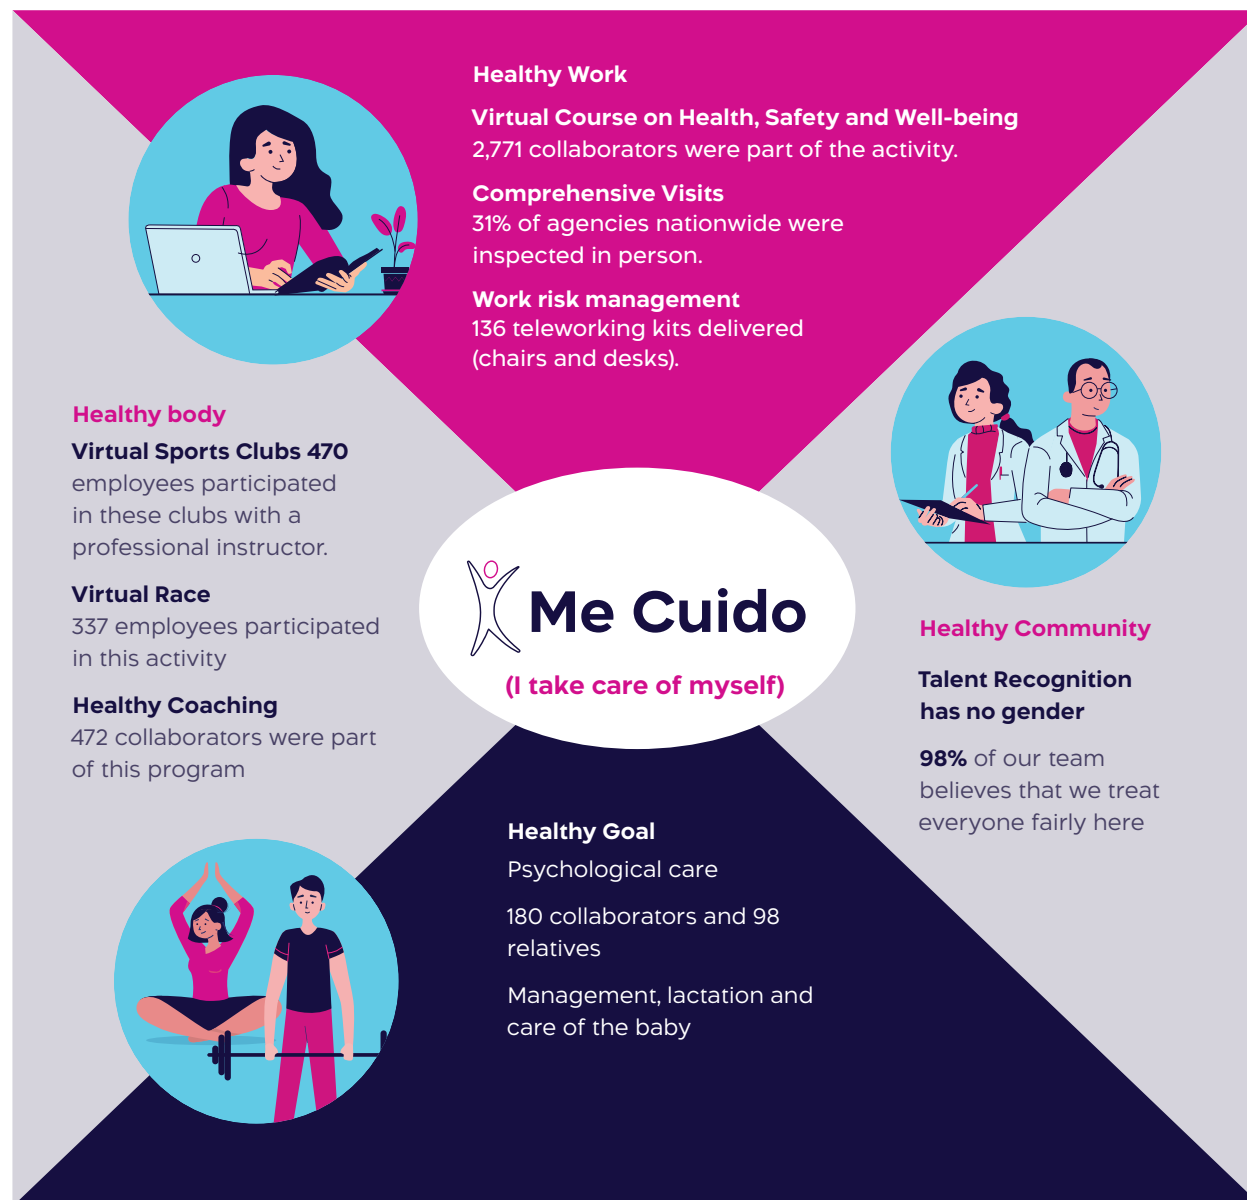 Healthy Work
Virtual Course on Health, Safety and Well-being
2,771 collaborators were part of the activity.
Comprehensive Visits
31% of agencies nationwide were
inspected in person.
Work risk management
136 teleworking kits delivered
(chairs and desks).
Healthy body
Virtual Sports Clubs 470
employees participated
in these clubs with a
professional instructor.
Virtual Race
337 employees participated
in this activity
Healthy Coaching
472 collaborators were part
of this program
Me Cuido
(I take care of myself)
Healthy Community
Talent Recognition
has no gender
98% of our team
believes that we treat
everyone fairly here
Healthy Goal
Psychological care
180 collaborators and 98
relatives
Management, lactation and
care of the baby